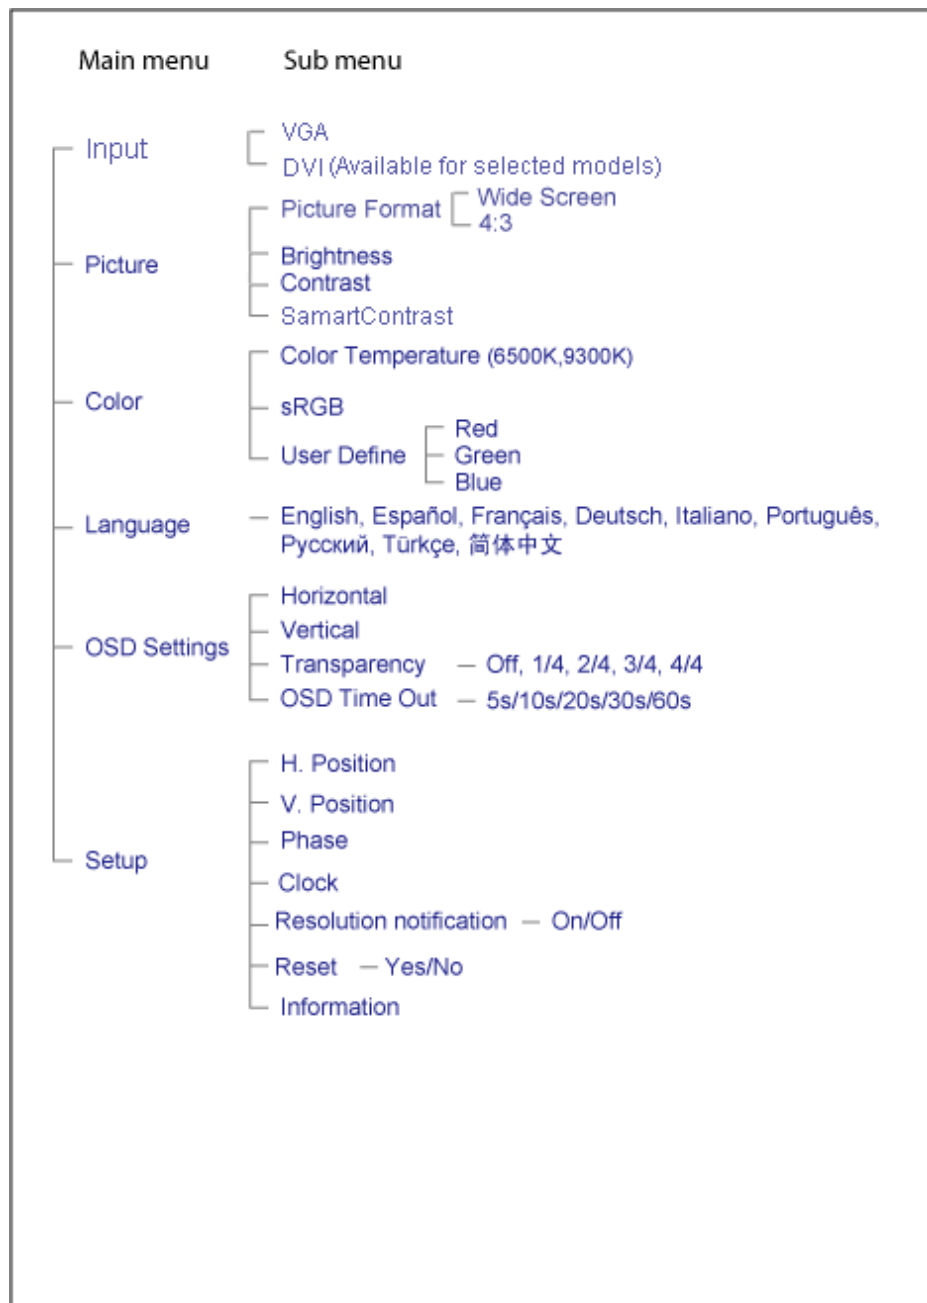 Main menu Sub menu
Input
VGA
DVI (Available for selected models)
Picture
Picture Format
Wide Screen
4:3
Brightness
Contrast
SamartContrast
Color
Color Temperature (6500K,9300K)
sRGB
User Define
Red
Green
Blue
Language
English, Español, Français, Deutsch, Italiano, Português,
Русский, Türkçe, 简体中文
OSD Settings
Horizontal
Vertical
Transparency — Off, 1/4, 2/4, 3/4, 4/4
OSD Time Out — 5s/10s/20s/30s/60s
Setup
H. Position
V. Position
Phase
Clock
Resolution notification — On/Off
Reset — Yes/No
Information